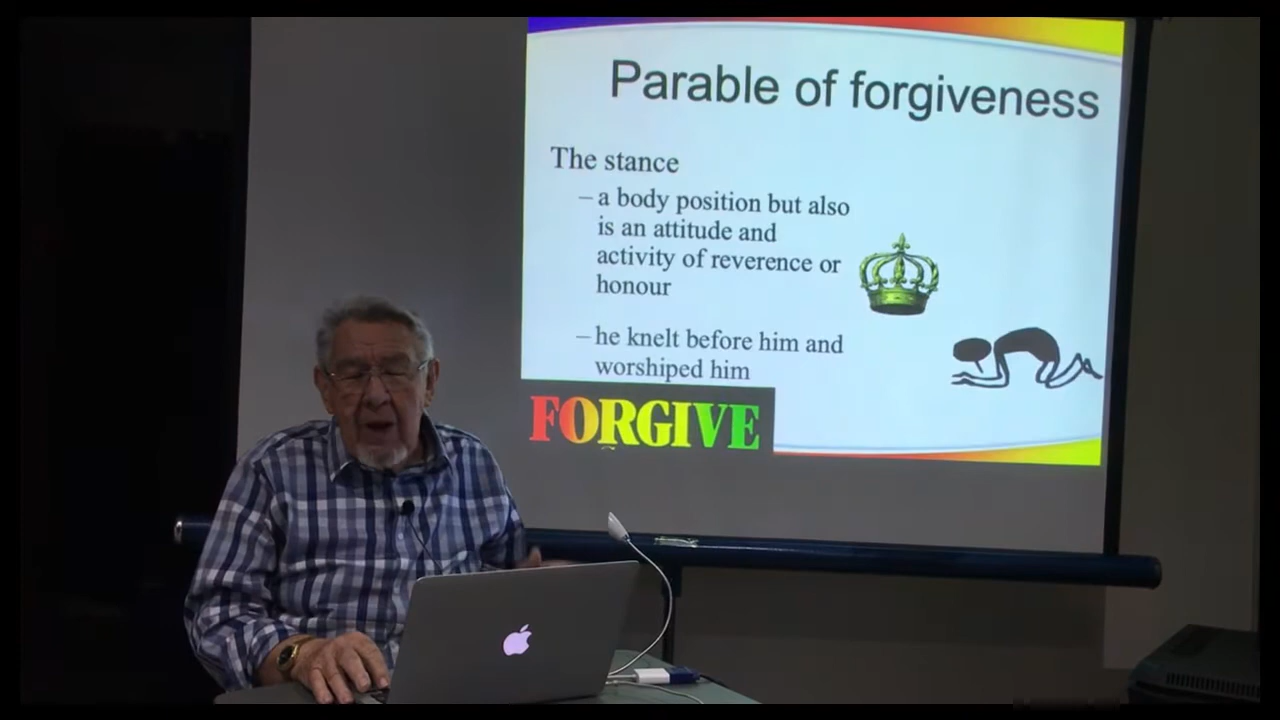 Parable of forgiveness
The stance
– a body position but also
is an attitude and
activity of reverence or
honour
– he knelt before him and
worshiped him
FORGIVE